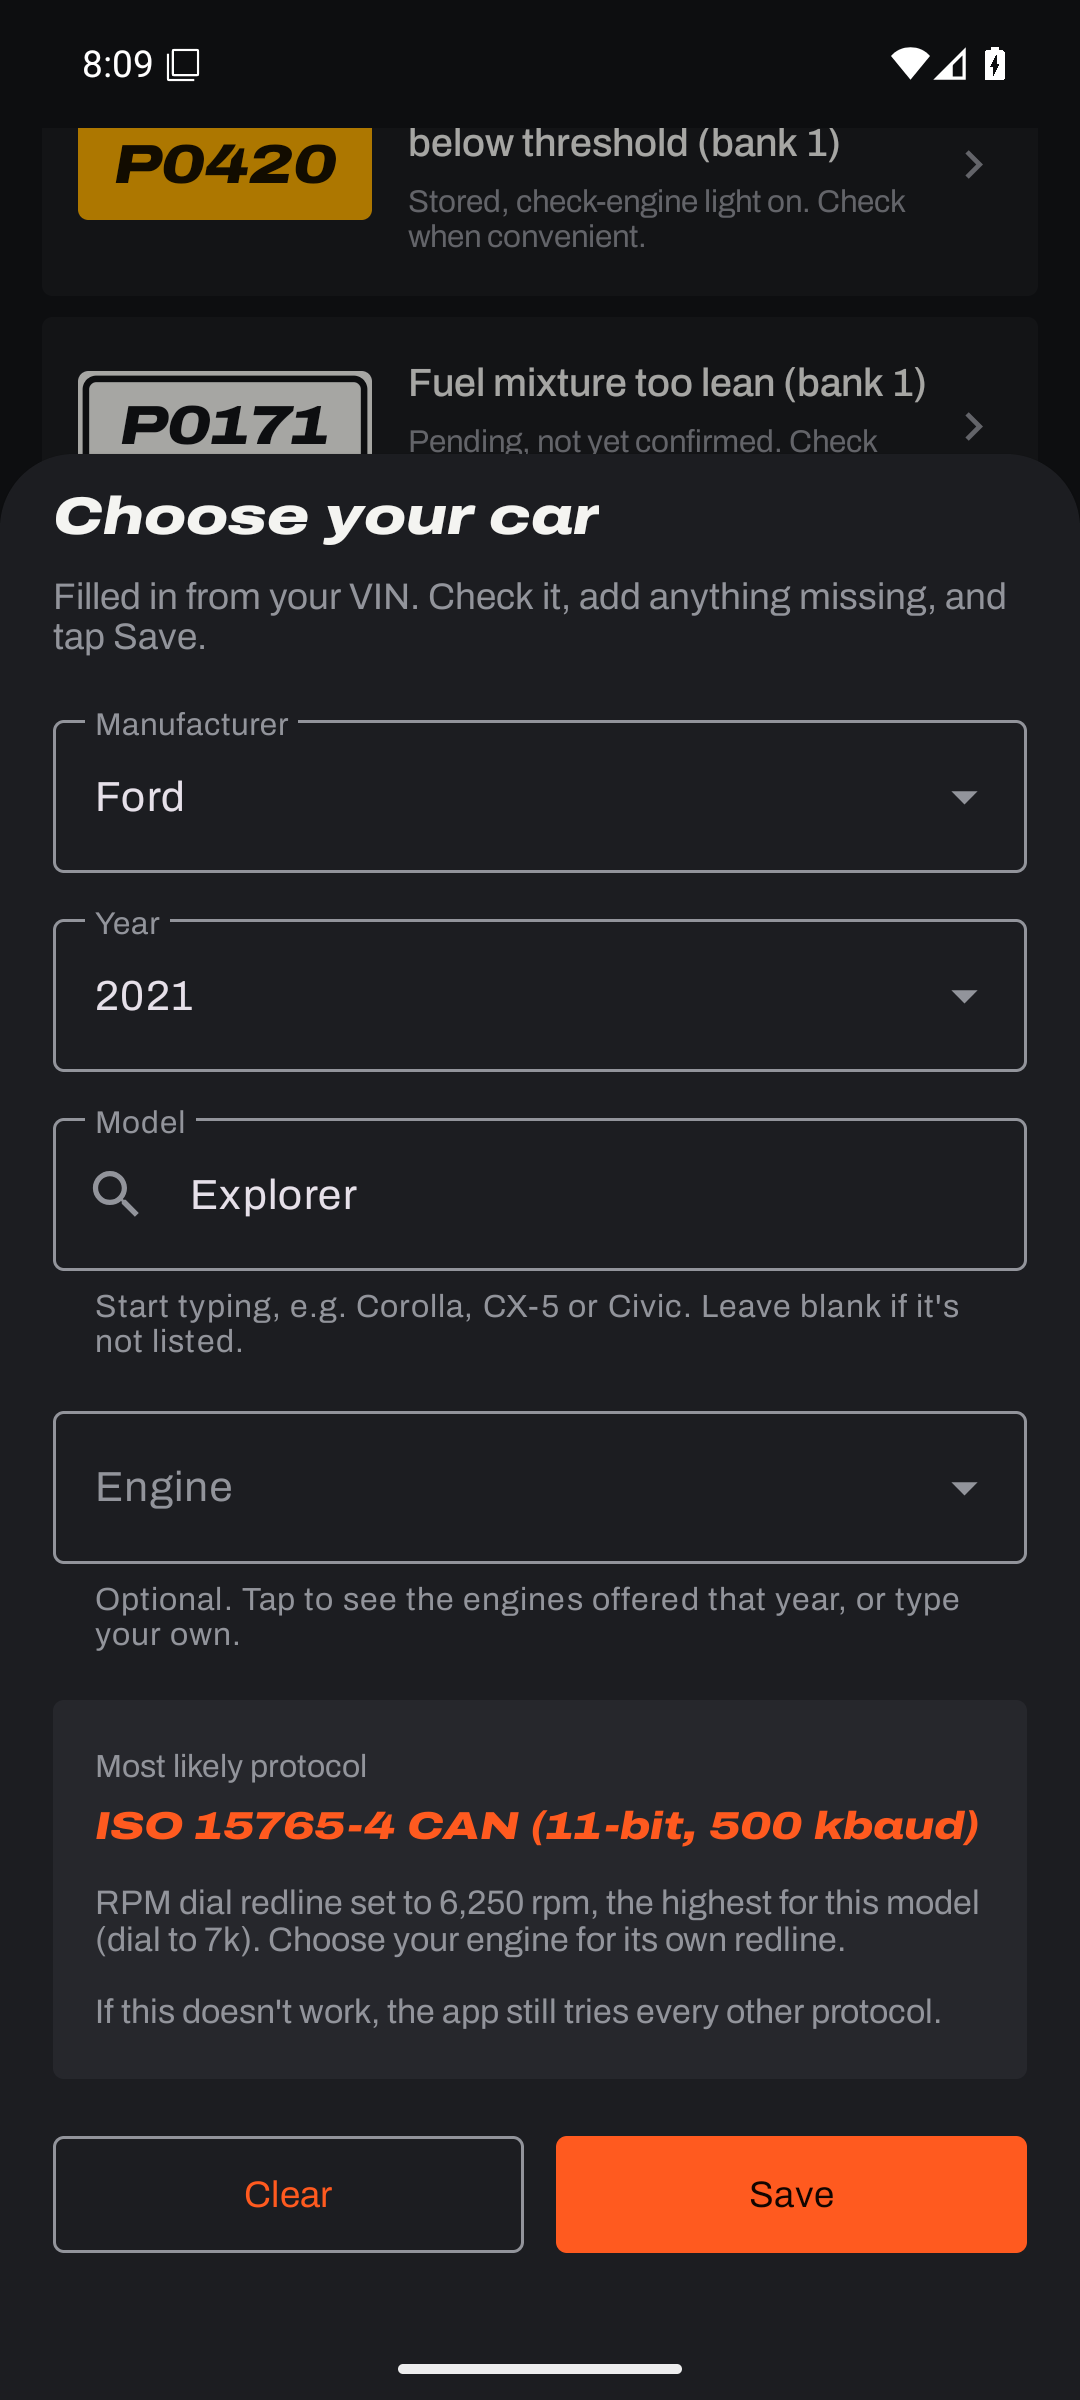 8:09
P0420
below threshold (bank 1)
Stored, check-engine light on. Check
when convenient.
P0171
Fuel mixture too lean (bank 1)
Pending, not yet confirmed. Check
Choose your car
Filled in from your VIN. Check it, add anything missing, and
tap Save.
Manufacturer
Ford
Year
2021
Model
Explorer
Start typing, e.g. Corolla, CX-5 or Civic. Leave blank if it's
not listed.
Engine
Optional. Tap to see the engines offered that year, or type
your own.
Most likely protocol
ISO 15765-4 CAN (11-bit, 500 kbaud)
RPM dial redline set to 6,250 rpm, the highest for this model
(dial to 7k). Choose your engine for its own redline.
If this doesn't work, the app still tries every other protocol.
Clear
Save